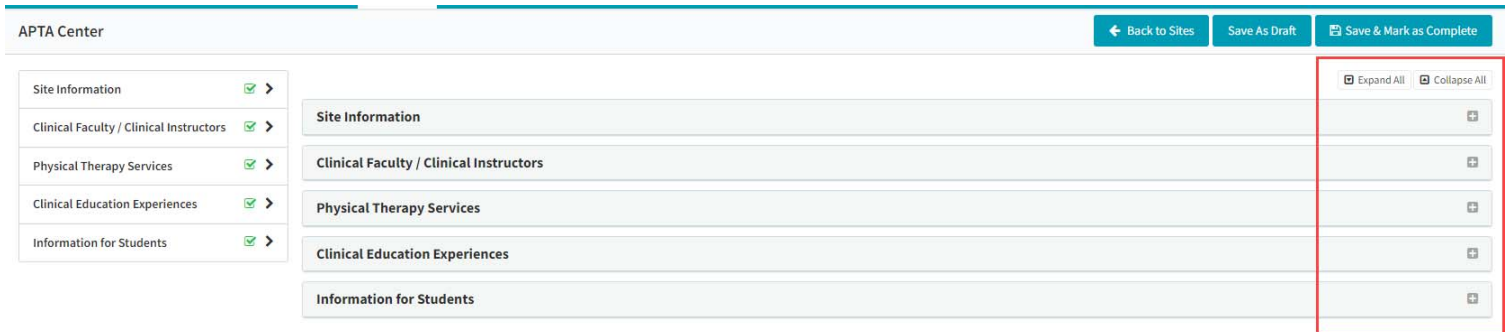 APTA Center
Back to Sites
Save As Draft
Save & Mark as Complete
Site Information
Clinical Faculty / Clinical Instructors
Physical Therapy Services
Clinical Education Experiences
Information for Students
Expand All
Collapse All
Site Information
Clinical Faculty / Clinical Instructors
Physical Therapy Services
Clinical Education Experiences
Information for Students